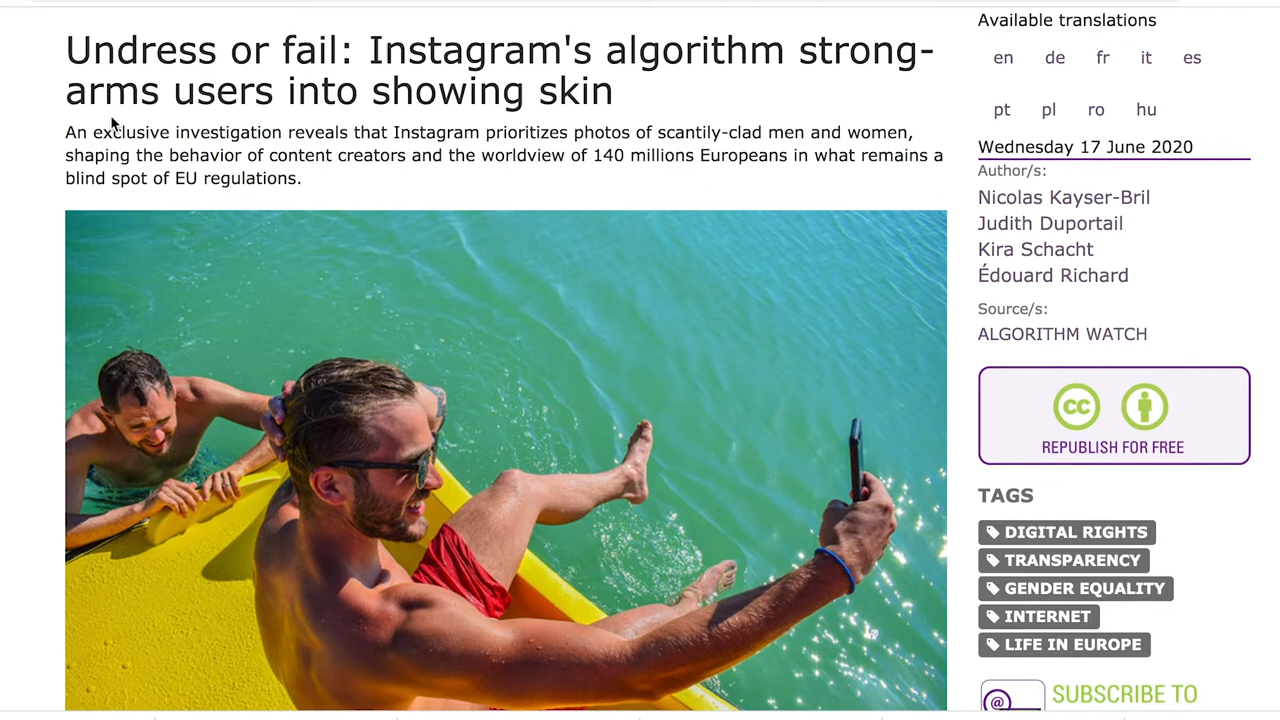 Undress or fail: Instagram's algorithm strong-
arms users into showing skin
An exclusive investigation reveals that Instagram prioritizes photos of scantily-clad men and women,
shaping the behavior of content creators and the worldview of 140 millions Europeans in what remains a
blind spot of EU regulations.
Available translations
en de fr it es
pt pl ro hu
Wednesday 17 June 2020
Author/s:
Nicolas Kayser-Bril
Judith Duportail
Kira Schacht
Édouard Richard
Source/s:
ALGORITHM WATCH
cc
REPUBLISH FOR FREE
TAGS
DIGITAL RIGHTS
TRANSPARENCY
GENDER EQUALITY
INTERNET
LIFE IN EUROPE
@
SUBSCRIBE TO